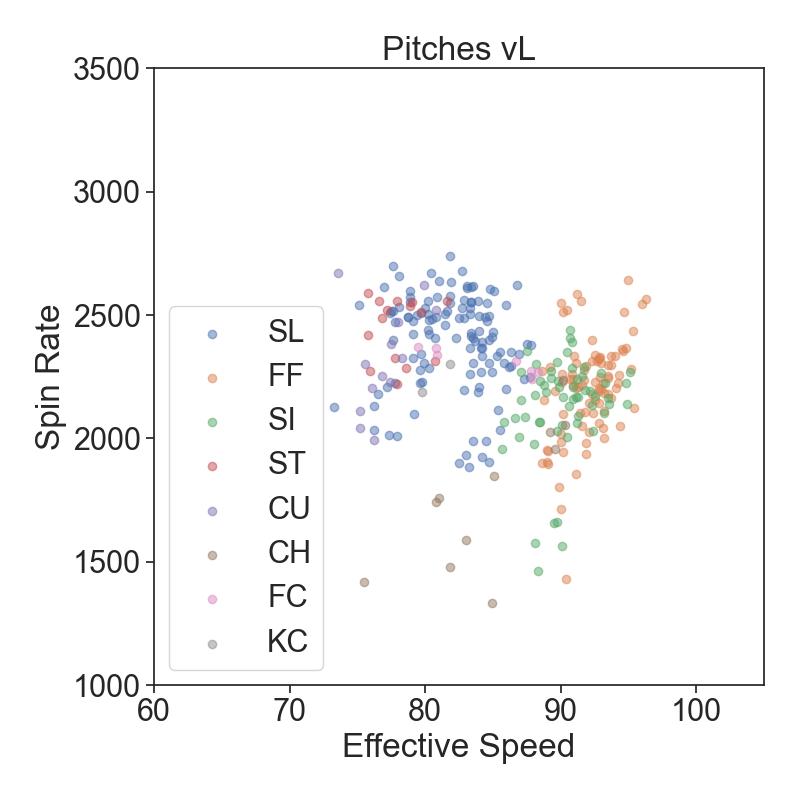 Pitches vL
3500
3000
2500
2000
1500
1000
Spin Rate
SL
FF
SI
ST
CU
CH
FC
KC
60 70 80 90 100
Effective Speed